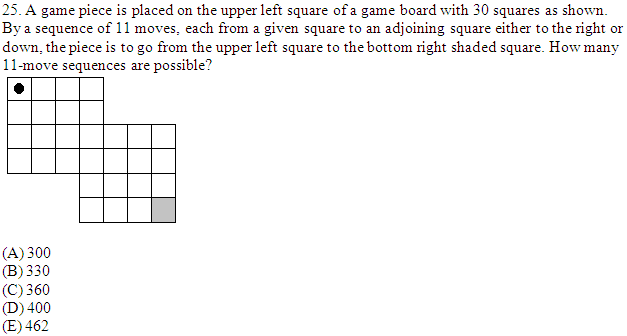 25. A game piece is placed on the upper left square of a game board with 30 squares as shown.
By a sequence of 11 moves, each from a given square to an adjoining square either to the right or
down, the piece is to go from the upper left square to the bottom right shaded square. How many
11-move sequences are possible?
(A) 300
(B) 330
(C) 360
(D) 400
(E) 462